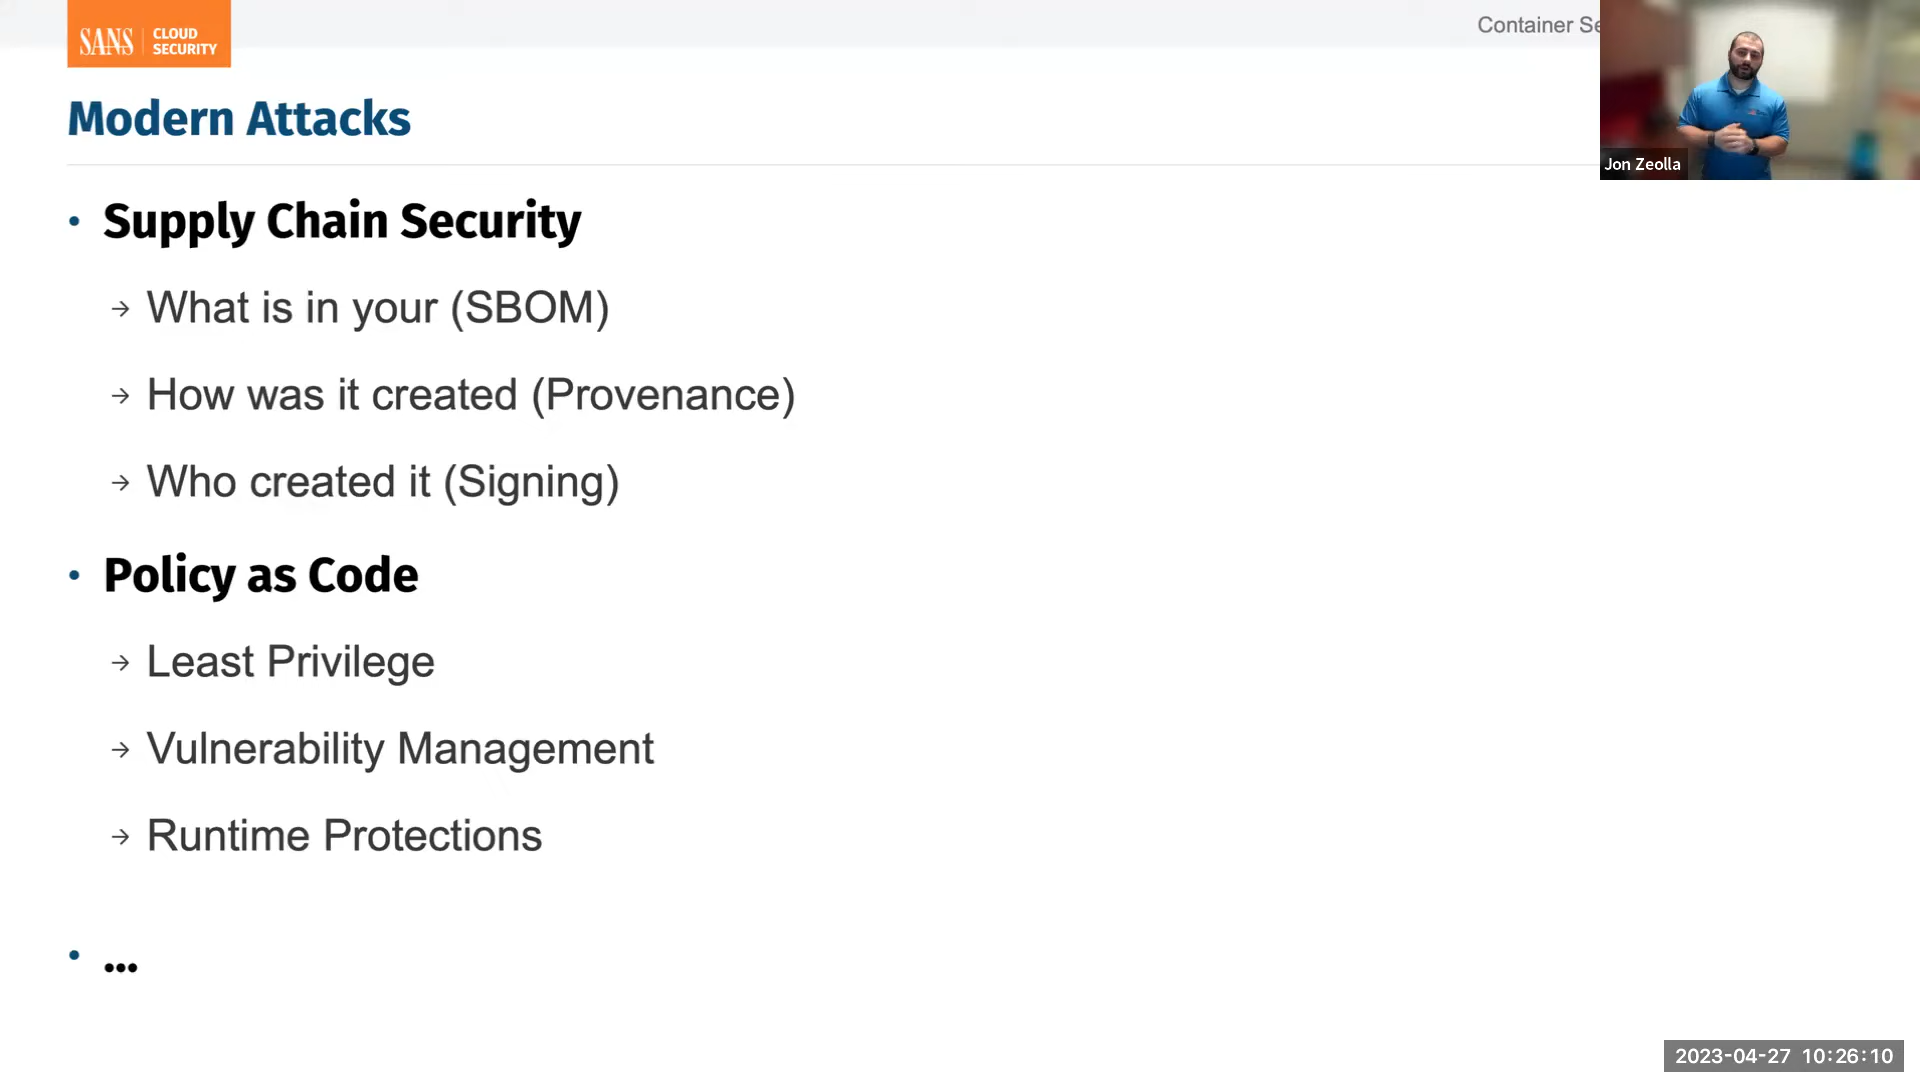 SANS
CLOUD
SECURITY
Container
Jon Zeolla
Modern Attacks
• Supply Chain Security
→ What is in your (SBOM)
→ How was it created (Provenance)
→ Who created it (Signing)
• Policy as Code
→ Least Privilege
→ Vulnerability Management
→ Runtime Protections
• ...
2023-04-27 10:26:10